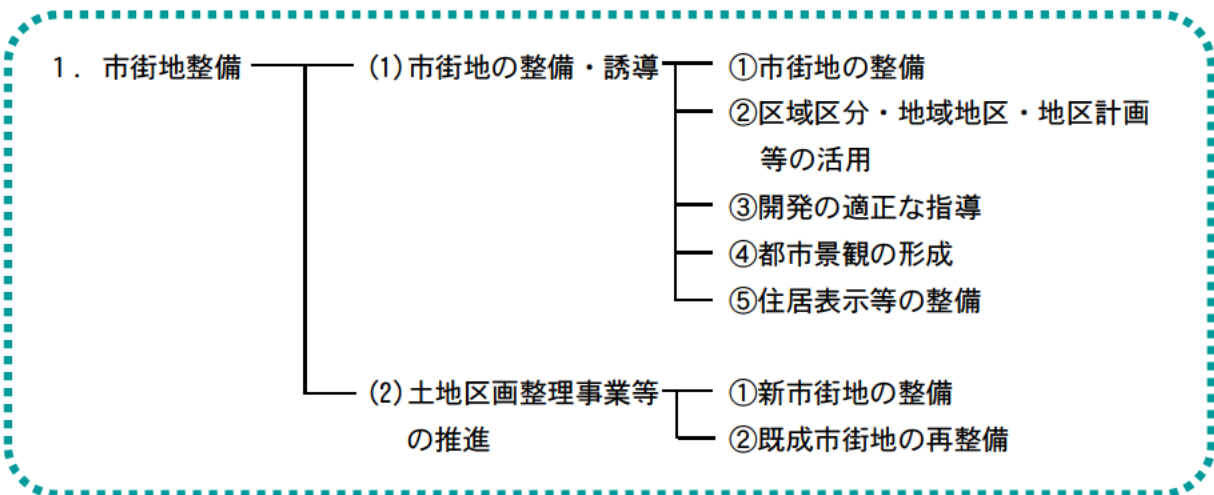 1. 市街地整備
(1)市街地の整備・誘導
①市街地の整備
②区域区分・地域地区・地区計画
等の活用
③開発の適正な指導
④都市景観の形成
⑤住居表示等の整備
(2)土地区画整理事業等
の推進
①新市街地の整備
②既成市街地の再整備